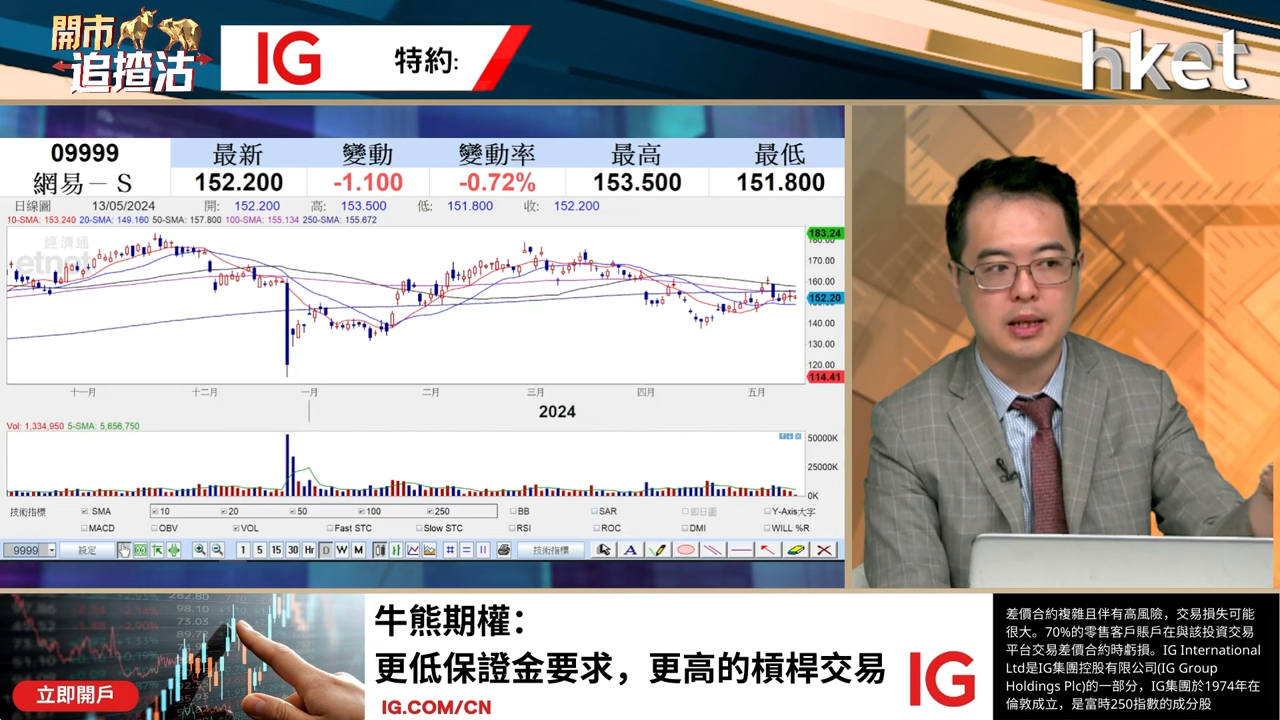 開市
追揸沽
IG 特約:
hket
09999 最新 變動 變動率 最高 最低
網易－S 152.200 -1.100 -0.72% 153.500 151.800
日線圖 13/05/2024 開: 152.200 高: 153.500 低: 151.800 收: 152.200
10-SMA: 153.240 20-SMA: 149.160 50-SMA: 157.800 100-SMA: 155.134 250-SMA: 155.672
經濟通
etnet
183.24
180.00
170.00
160.00
152.20
140.00
130.00
120.00
114.41
十一月 十二月 一月 二月 三月 四月 五月
2024
Vol: 1,334,950 5-SMA: 5,656,750
50000K
25000K
0K
技術指標 SMA 10 20 50 100 250 BB SAR 即日圖 Y-Axis大字
MACD OBV VOL Fast STC Slow STC RSI ROC DMI WILL %R
9999 設定 1 5 15 30 Hr D W M 技術指標 A
立即開戶
牛熊期權：
更低保證金要求，更高的槓桿交易
IG.COM/CN
IG
差價合約複雜且伴有高風險，交易損失可能
很大。70%的零售客戶賬戶在與該投資交易
平台交易差價合約時虧損。IG International
Ltd是IG集團控股有限公司(IG Group
Holdings Plc)的一部分，IG集團於1974年在
倫敦成立，是富時250指數的成分股